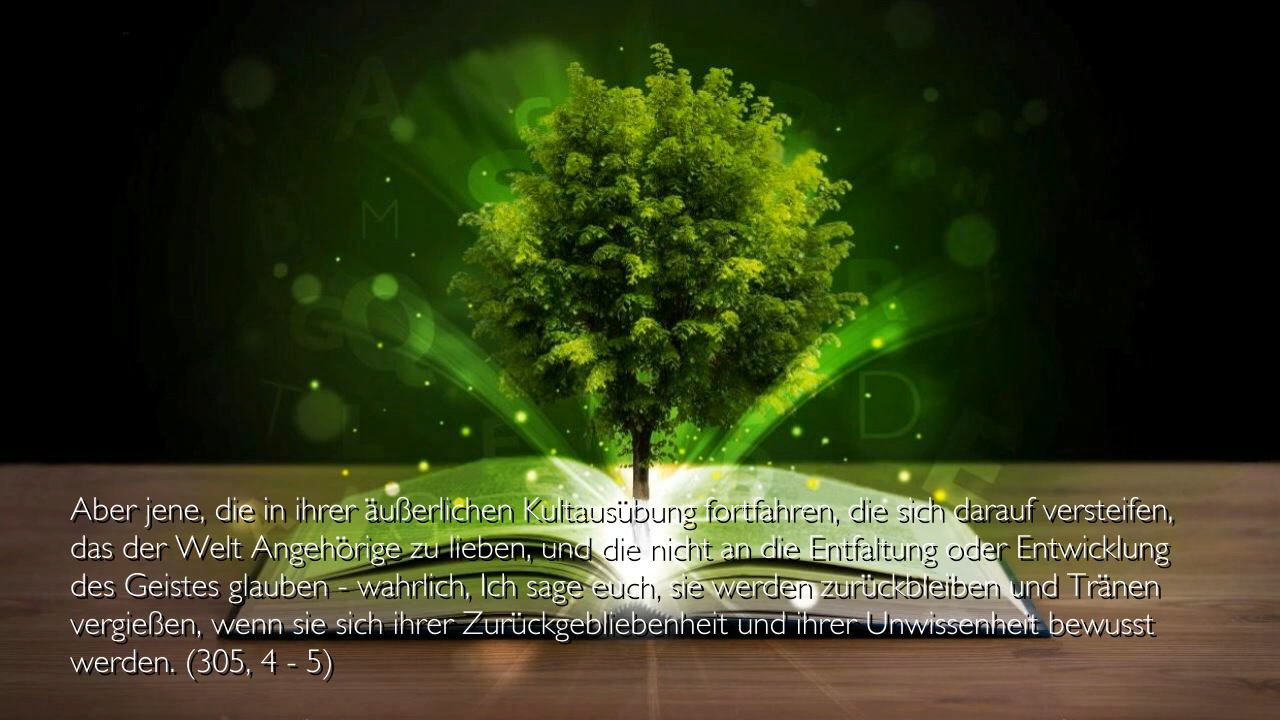 Aber jene, die in ihrer äußerlichen Kultausübung fortfahren, die sich darauf versteifen,
das der Welt Angehörige zu lieben, und die nicht an die Entfaltung oder Entwicklung
des Geistes glauben - wahrlich, Ich sage euch, sie werden zurückbleiben und Tränen
vergießen, wenn sie sich ihrer Zurückgebliebenheit und ihrer Unwissenheit bewusst
werden. (305, 4 - 5)